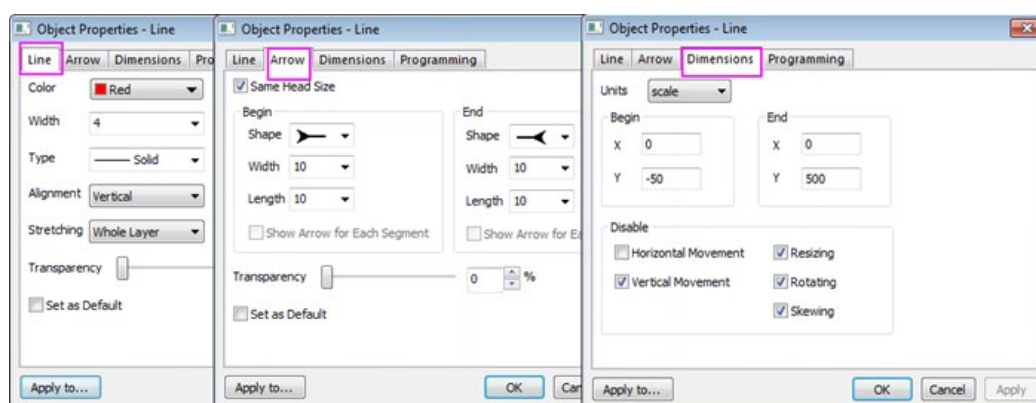 Object Properties - Line
Line Arrow Dimensions Pro
Color Red
Width 4
Type Solid
Alignment Vertical
Stretching Whole Layer
Transparency
Set as Default
Apply to...
Object Properties - Line
Line Arrow Dimensions Programming
Same Head Size
Begin End
Shape Shape
Width 10 Width 10
Length 10 Length 10
Show Arrow for Each Segment Show Arrow for Ea
Transparency 0 %
Set as Default
Apply to... OK Can
Object Properties - Line
Line Arrow Dimensions Programming
Units scale
Begin End
X 0 X 0
Y -50 Y 500
Disable
Horizontal Movement Resizing
Vertical Movement Rotating
Skewing
Apply to... OK Cancel Apply